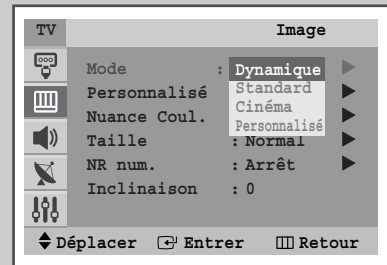 TV Image
Mode : Dynamique
Standard
Personnalisé
Cinéma
Nuance Coul.
Personnalisé
Taille : Normal
NR num. : Arrêt
Inclinaison : 0
Déplacer Entrer Retour